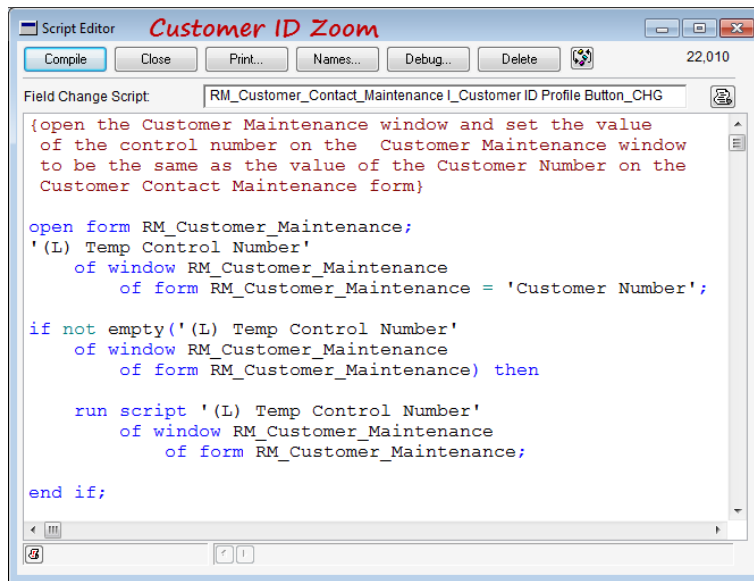 Script Editor Customer ID Zoom
Compile Close Print... Names... Debug... Delete 22,010
Field Change Script: RM_Customer_Contact_Maintenance l_Customer ID Profile Button_CHG
{open the Customer Maintenance window and set the value
of the control number on the  Customer Maintenance window
to be the same as the value of the Customer Number on the
Customer Contact Maintenance form}
open form RM_Customer_Maintenance;
'(L) Temp Control Number'
of window RM_Customer_Maintenance
of form RM_Customer_Maintenance = 'Customer Number';
if not empty('(L) Temp Control Number'
of window RM_Customer_Maintenance
of form RM_Customer_Maintenance) then
run script '(L) Temp Control Number'
of window RM_Customer_Maintenance
of form RM_Customer_Maintenance;
end if;